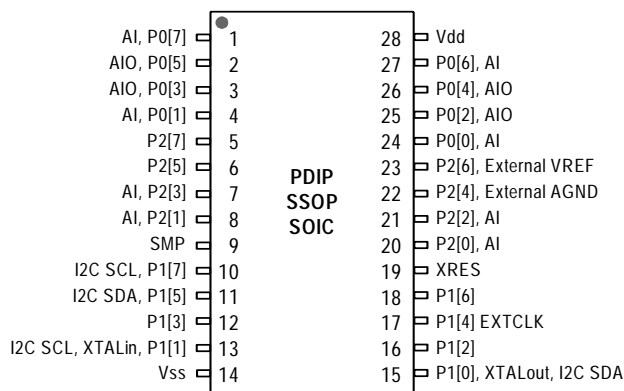 AI, P0[7] 1 28 Vdd
AIO, P0[5] 2 27 P0[6], AI
AIO, P0[3] 3 26 P0[4], AIO
AI, P0[1] 4 25 P0[2], AIO
P2[7] 5 24 P0[0], AI
P2[5] 6 23 P2[6], External VREF
PDIP
AI, P2[3] 7 22 P2[4], External AGND
SSOP
AI, P2[1] 8 21 P2[2], AI
SOIC
SMP 9 20 P2[0], AI
I2C SCL, P1[7] 10 19 XRES
I2C SDA, P1[5] 11 18 P1[6]
P1[3] 12 17 P1[4] EXTCLK
I2C SCL, XTALin, P1[1] 13 16 P1[2]
Vss 14 15 P1[0], XTALout, I2C SDA